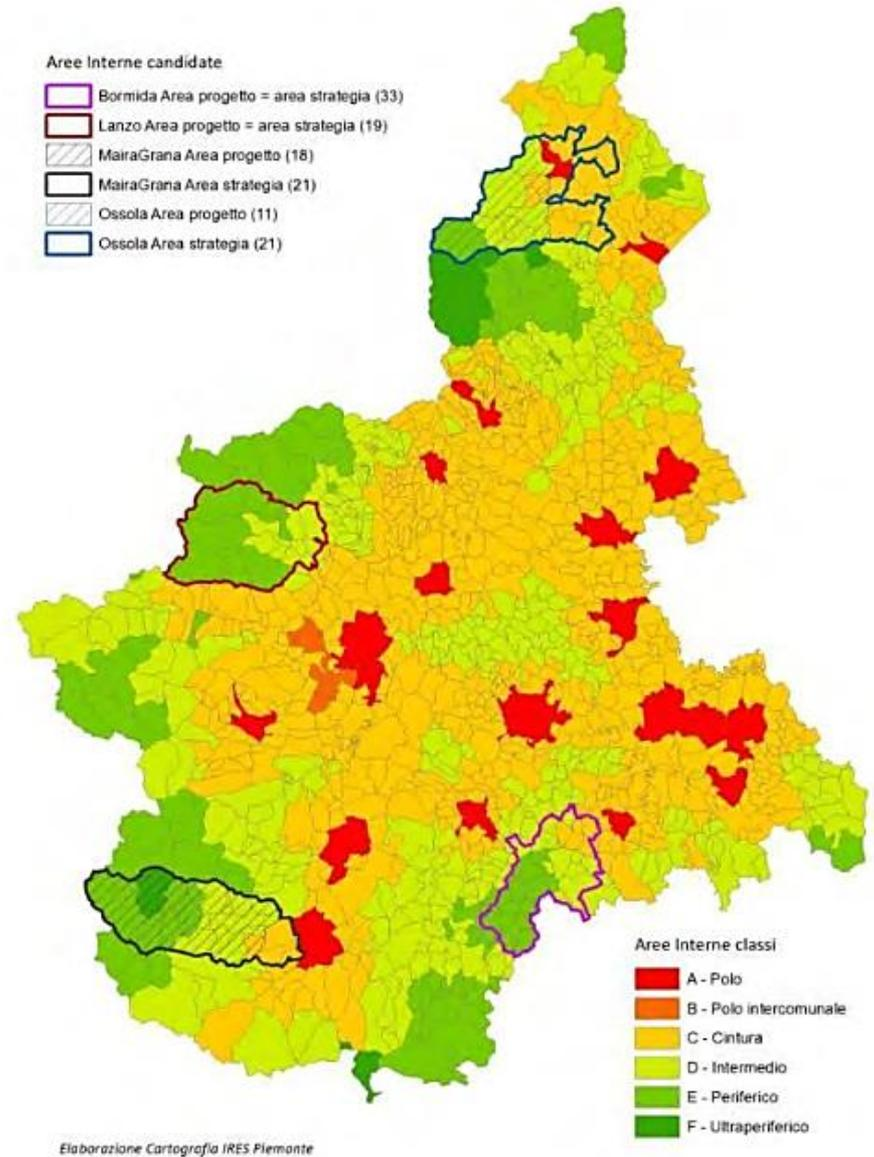 Aree Interne candidate
Bormida Area progetto = area strategia (33)
Lanzo Area progetto = area strategia (19)
MairaGrana Area progetto (18)
MairaGrana Area strategia (21)
Ossola Area progetto (11)
Ossola Area strategia (21)
Aree Interne classi
A - Polo
B - Polo intercomunale
C - Cintura
D - Intermedio
E - Periferico
F - Ultraperiferico
Elaborazione Cartografia IRES Piemonte